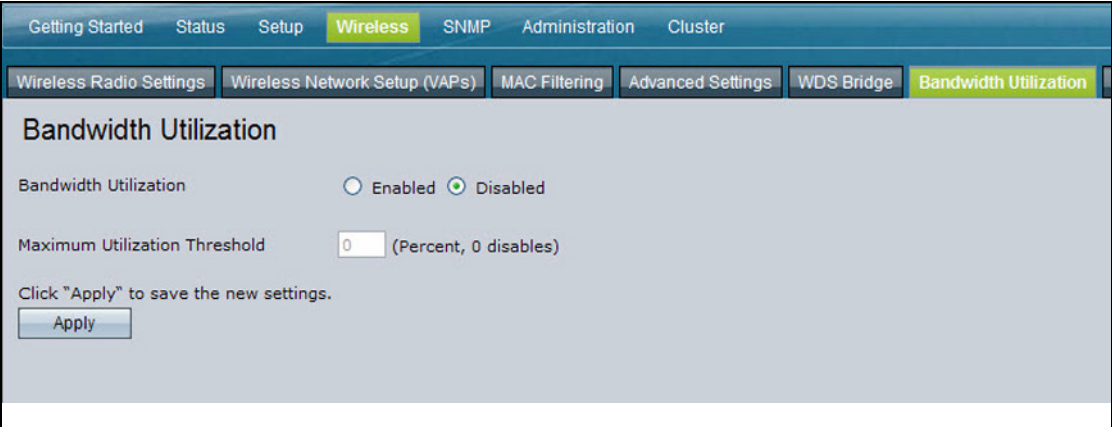 Getting Started Status Setup Wireless SNMP Administration Cluster
Wireless Radio Settings Wireless Network Setup (VAPs) MAC Filtering Advanced Settings WDS Bridge Bandwidth Utilization
Bandwidth Utilization
Bandwidth Utilization Enabled Disabled
Maximum Utilization Threshold 0 (Percent, 0 disables)
Click "Apply" to save the new settings.
Apply